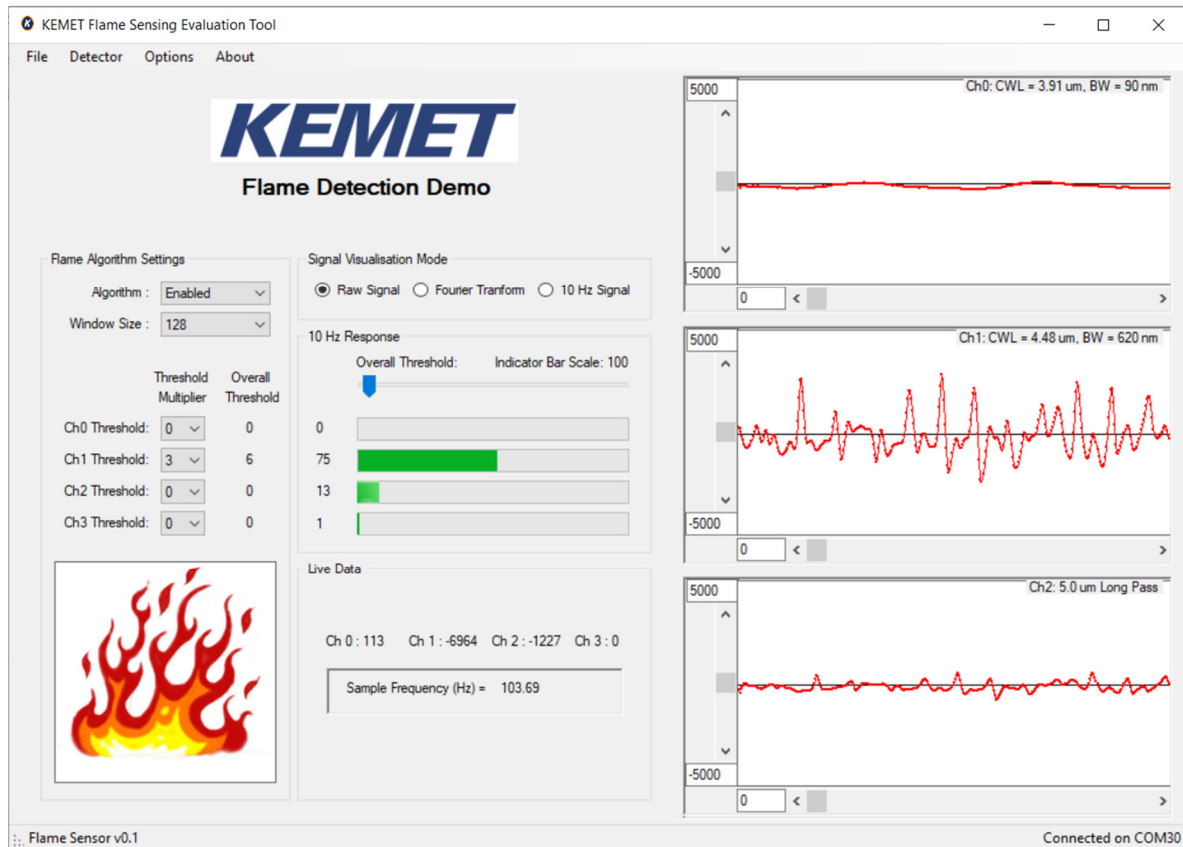 KEMET Flame Sensing Evaluation Tool
File Detector Options About
KEMET
Flame Detection Demo
Flame Algorithm Settings
Algorithm : Enabled
Window Size : 128
Threshold Multiplier Overall Threshold
Ch0 Threshold: 0 0
Ch1 Threshold: 3 6
Ch2 Threshold: 0 0
Ch3 Threshold: 0 0
Signal Visualisation Mode
Raw Signal Fourier Tranform 10 Hz Signal
10 Hz Response
Overall Threshold: Indicator Bar Scale: 100
0
75
13
1
Live Data
Ch 0 : 113 Ch 1 : -6964 Ch 2 : -1227 Ch 3 : 0
Sample Frequency (Hz) = 103.69
5000
Ch0: CWL = 3.91 um, BW = 90 nm
-5000
0
5000
Ch1: CWL = 4.48 um, BW = 620 nm
-5000
0
5000
Ch2: 5.0 um Long Pass
-5000
0
Flame Sensor v0.1
Connected on COM30